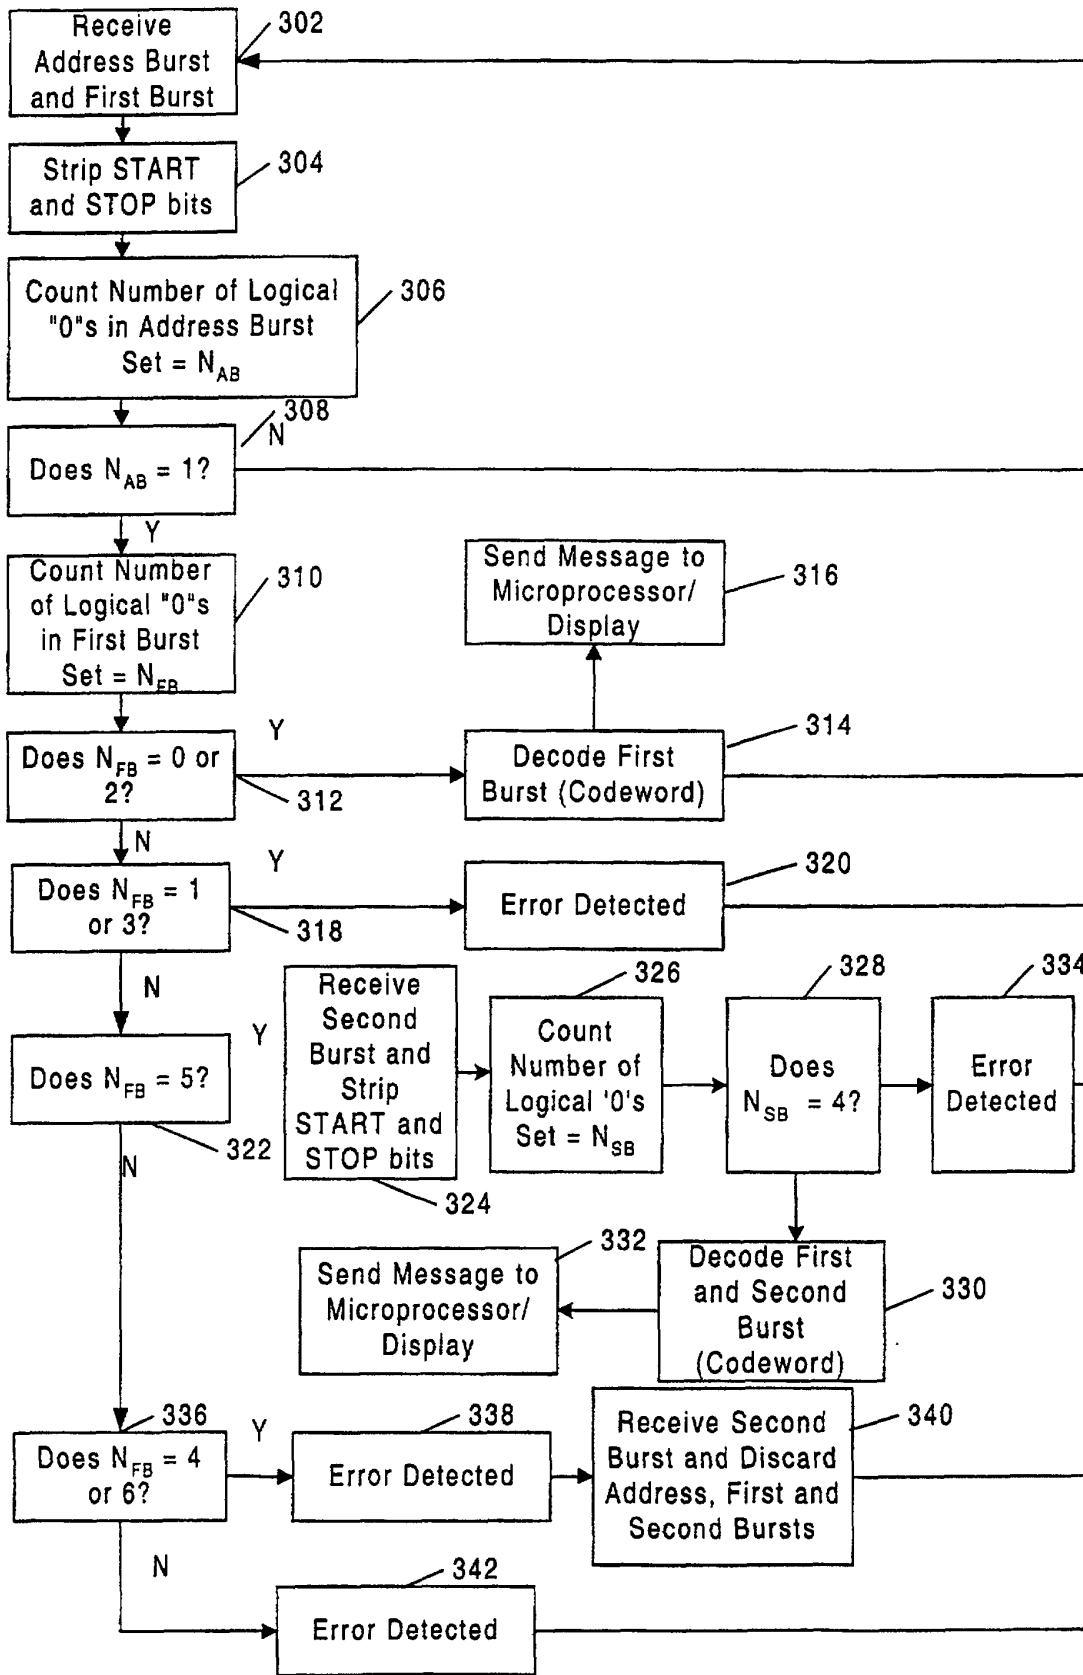 Receive
Address Burst
and First Burst
302
Strip START
and STOP bits
304
Count Number of Logical
"0"s in Address Burst
Set = N_AB
306
308
Does N_AB = 1?
N
Y
Count Number
of Logical "0"s
in First Burst
Set = N_FB
310
Send Message to
Microprocessor/
Display
316
Does N_FB = 0 or
2?
Y
312
Decode First
Burst (Codeword)
314
N
Does N_FB = 1
or 3?
Y
318
Error Detected
320
N
Does N_FB = 5?
Y
322
Receive
Second
Burst and
Strip
START and
STOP bits
324
326
Count
Number of
Logical '0's
Set = N_SB
328
Does
N_SB = 4?
334
Error
Detected
N
332
Send Message to
Microprocessor/
Display
Decode First
and Second
Burst
(Codeword)
330
336
Does N_FB = 4
or 6?
Y
338
Error Detected
Receive Second
Burst and Discard
Address, First and
Second Bursts
340
N
342
Error Detected